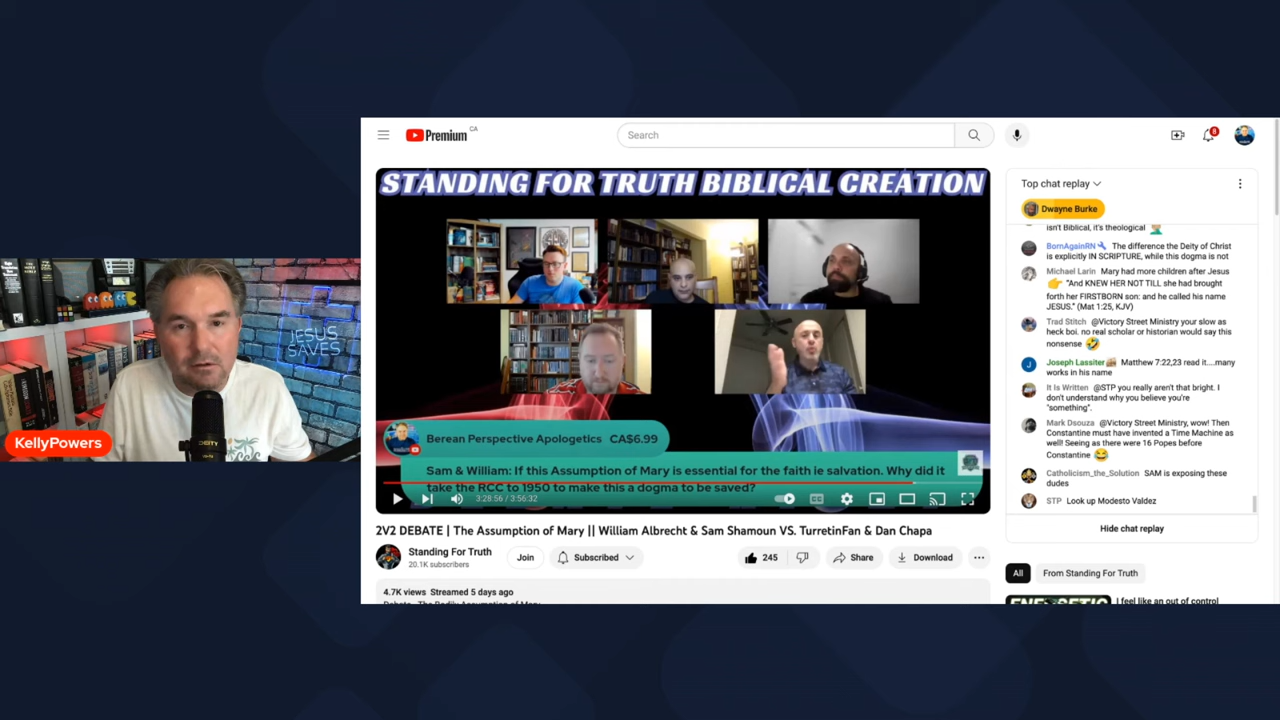 JESUS
SAVES
KellyPowers
Premium CA
Search
8
STANDING FOR TRUTH BIBLICAL CREATION
Berean Perspective Apologetics CA$6.99
Sam & William: If this Assumption of Mary is essential for the faith ie salvation. Why did it
take the RCC to 1950 to make this a dogma to be saved?
3:28:56 / 3:56:32
2V2 DEBATE | The Assumption of Mary || William Albrecht & Sam Shamoun VS. TurretinFan & Dan Chapa
Standing For Truth
20.1K subscribers
Join
Subscribed
245
Share
Download
4.7K views Streamed 5 days ago
Debate - The Bodily Assumption of Mary
Top chat replay
Dwayne Burke
isn't Biblical, it's theological
BornAgainRN The difference the Deity of Christ
is explicitly IN SCRIPTURE, while this dogma is not
Michael Larin Mary had more children after Jesus
👉 "And KNEW HER NOT TILL she had brought
forth her FIRSTBORN son: and he called his name
JESUS." (Mat 1:25, KJV)
Trad Stitch @Victory Street Ministry your slow as
heck boi. no real scholar or historian would say this
nonsense 🤣
Joseph Lassiter Matthew 7:22,23 read it....many
works in his name
It Is Written @STP you really aren't that bright. I
don't understand why you believe you're
"something".
Mark Dsouza @Victory Street Ministry, wow! Then
Constantine must have invented a Time Machine as
well! Seeing as there were 16 Popes before
Constantine 😂
Catholicism_the_Solution SAM is exposing these
dudes
STP Look up Modesto Valdez
Hide chat replay
All
From Standing For Truth
ENERGETIC
I feel like an out of control